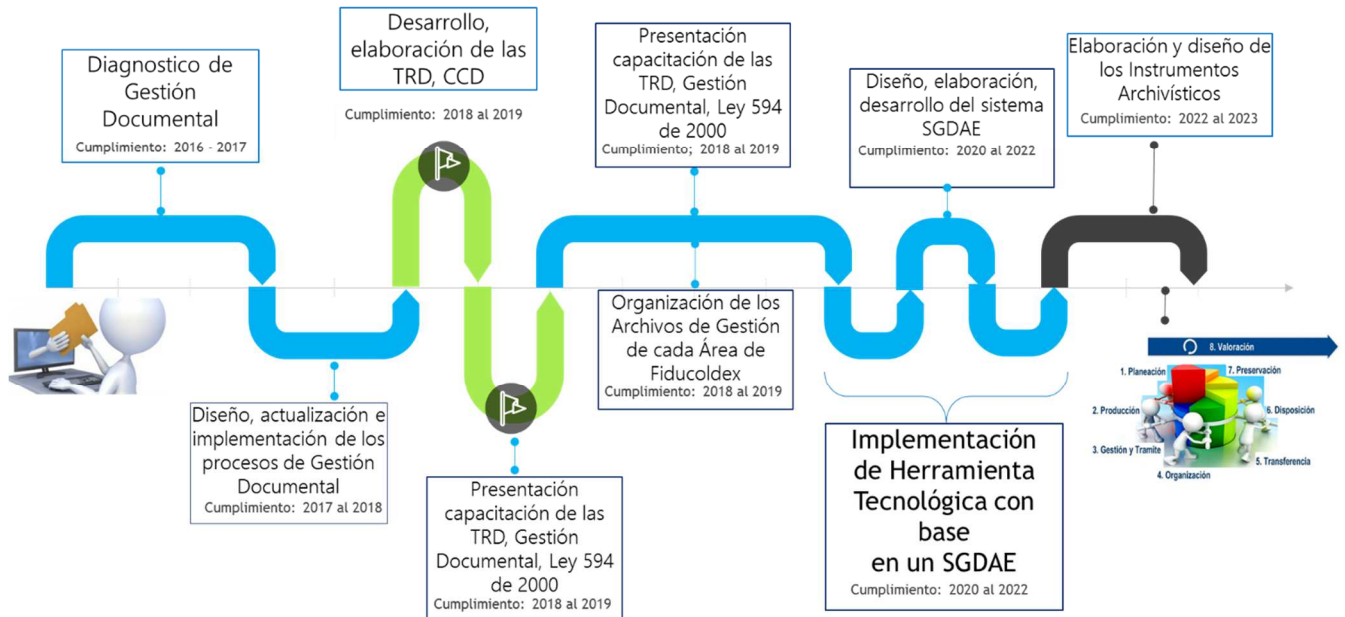 Diagnostico de
Gestión
Documental
Cumplimiento: 2016 - 2017
Desarrollo,
elaboración de las
TRD, CCD
Cumplimiento: 2018 al 2019
Presentación
capacitación de las
TRD, Gestión
Documental, Ley 594
de 2000
Cumplimiento; 2018 al 2019
Diseño, elaboración,
desarrollo del sistema
SGDAE
Cumplimiento: 2020 al 2022
Elaboración y diseño de
los Instrumentos
Archivísticos
Cumplimiento: 2022 al 2023
Diseño, actualización e
implementación de los
procesos de Gestión
Documental
Cumplimiento: 2017 al 2018
Presentación
capacitación de las
TRD, Gestión
Documental, Ley 594
de 2000
Cumplimiento: 2018 al 2019
Organización de los
Archivos de Gestión
de cada Área de
Fiducoldex
Cumplimiento: 2018 al 2019
Implementación
de Herramienta
Tecnológica con
base
en un SGDAE
Cumplimiento: 2020 al 2022
8. Valoración
1. Planeación
7. Preservación
2. Producción
6. Disposición
3. Gestión y Tramite
5. Transferencia
4. Organización